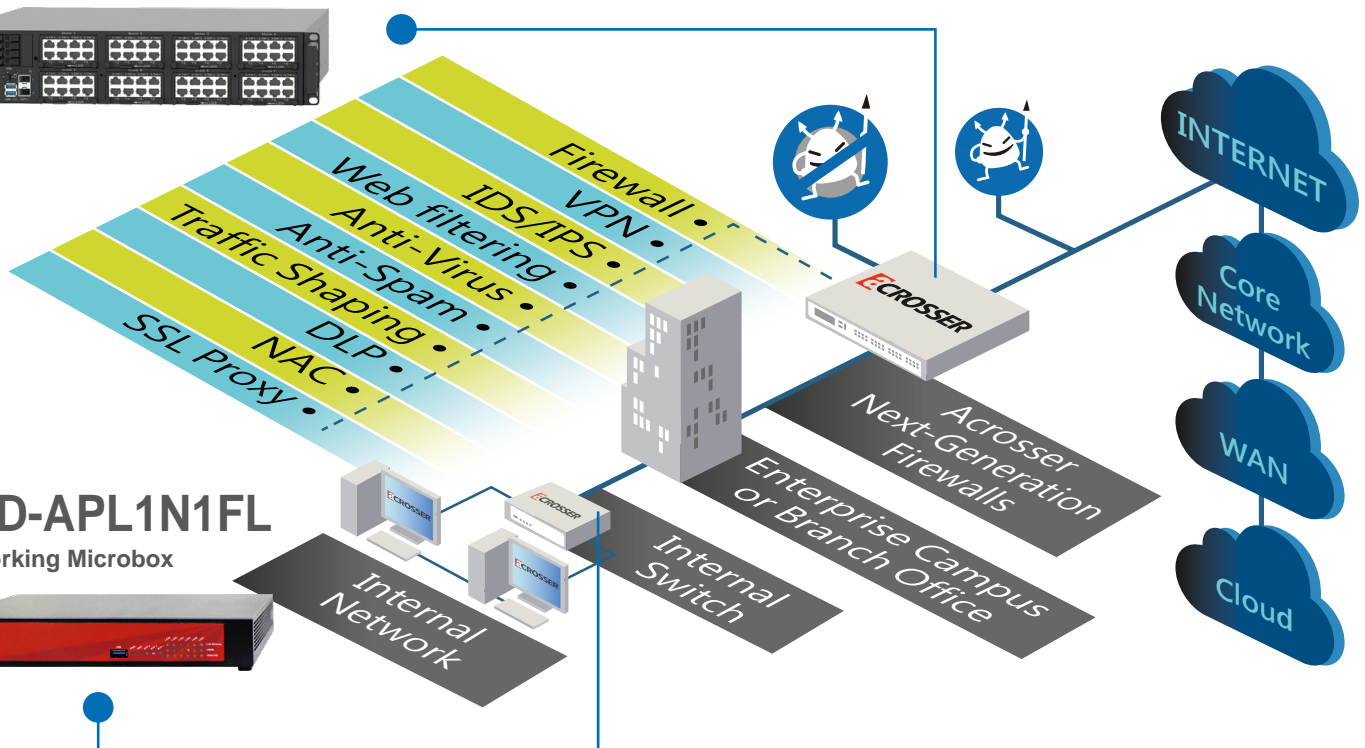 Firewall •
VPN •
IDS/IPS •
Web filtering •
Anti-Virus •
Anti-Spam •
Traffic Shaping •
DLP •
NAC •
SSL Proxy •
INTERNET
Core
Network
WAN
Cloud
ACROSSER
Acrosser
Next-Generation
Firewalls
Enterprise Campus
or Branch Office
ACROSSER
Internal
Switch
ACROSSER
ACROSSER
Internal
Network
D-APL1N1FL
orking Microbox